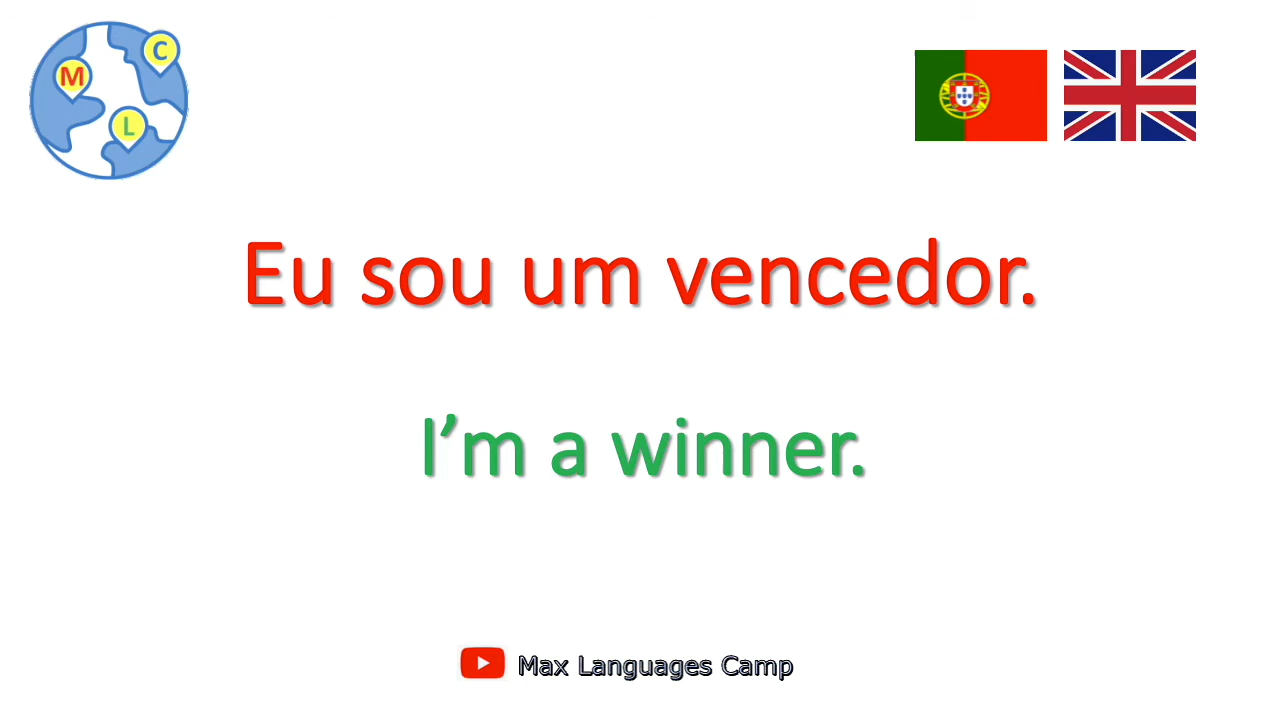 M
C
L
Eu sou um vencedor.
I'm a winner.
Max Languages Camp